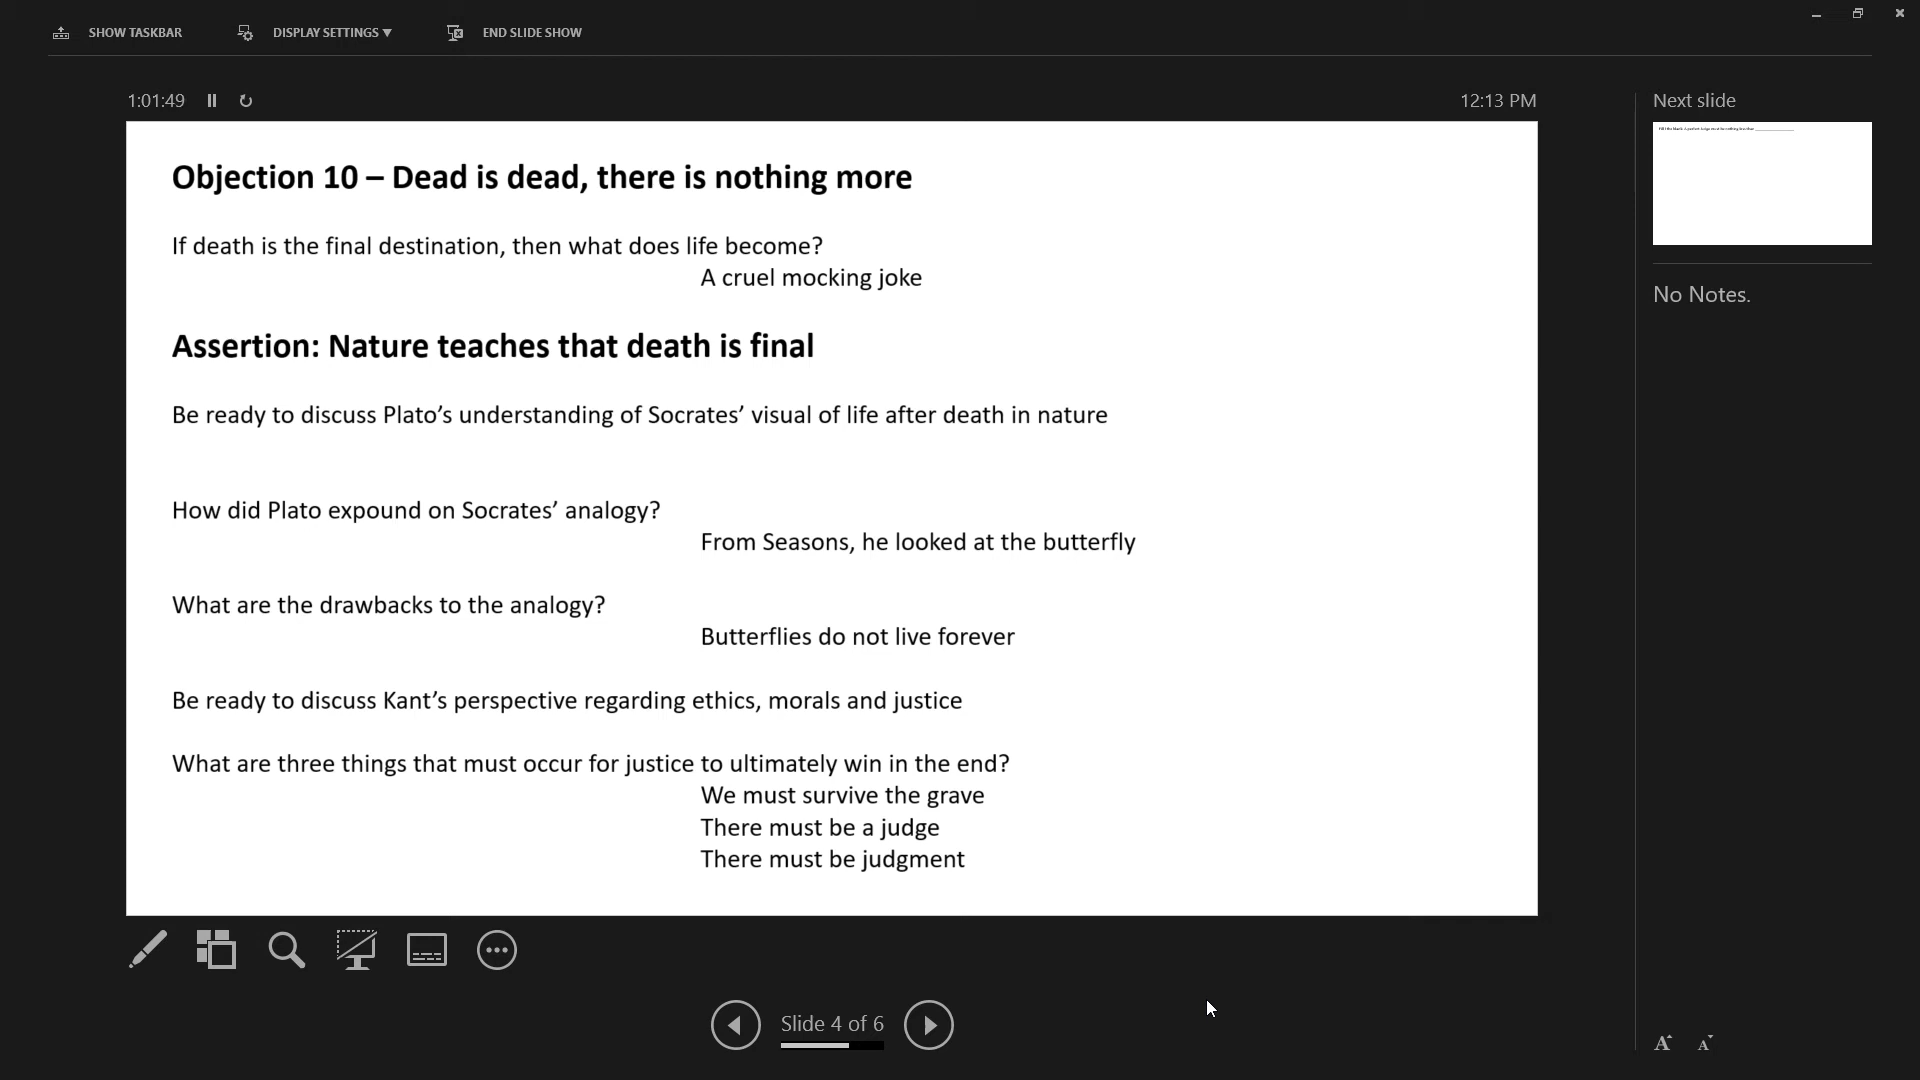 SHOW TASKBAR
DISPLAY SETTINGS ▼
END SLIDE SHOW
1:01:49
12:13 PM
Next slide
Objection 10 – Dead is dead, there is nothing more
If death is the final destination, then what does life become?
A cruel mocking joke
Assertion: Nature teaches that death is final
Be ready to discuss Plato’s understanding of Socrates’ visual of life after death in nature
How did Plato expound on Socrates’ analogy?
From Seasons, he looked at the butterfly
What are the drawbacks to the analogy?
Butterflies do not live forever
Be ready to discuss Kant’s perspective regarding ethics, morals and justice
What are three things that must occur for justice to ultimately win in the end?
We must survive the grave
There must be a judge
There must be judgment
No Notes.
Slide 4 of 6
A A